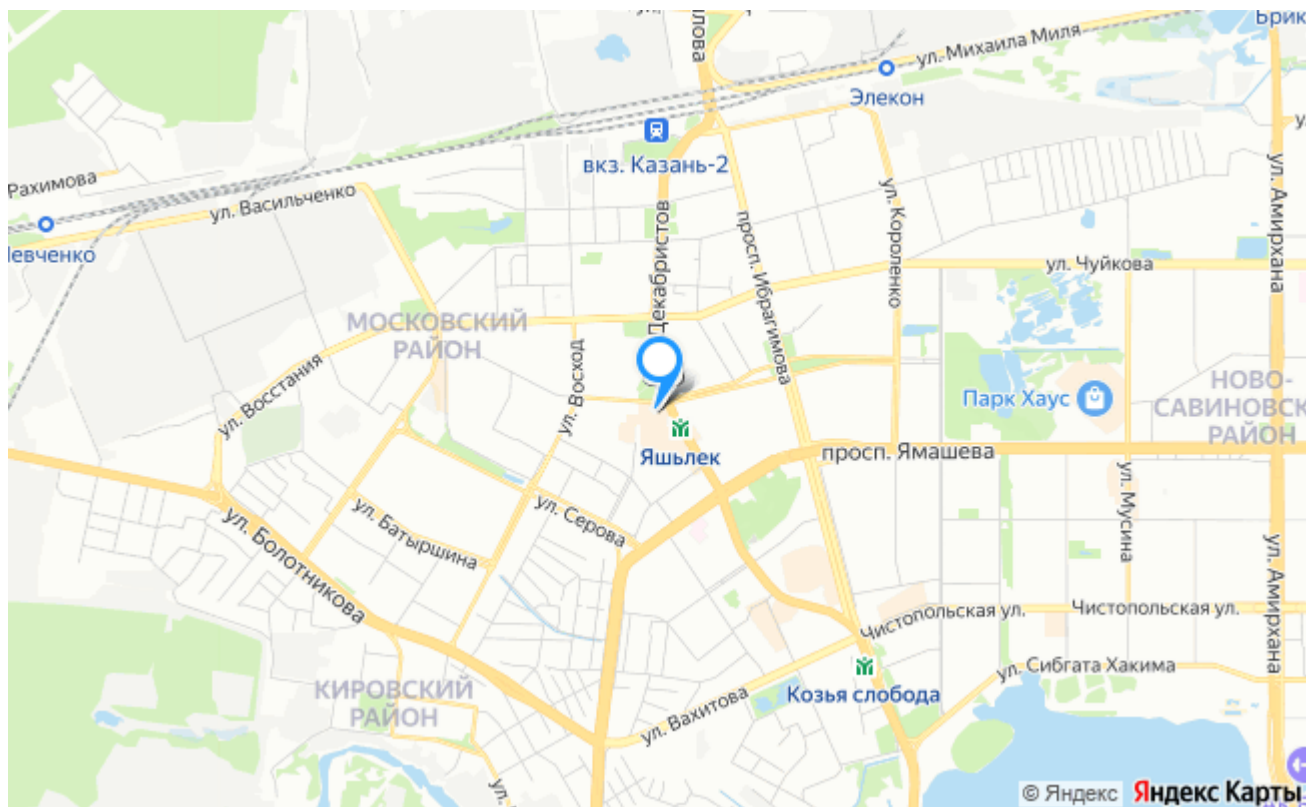 Брик
ул. Михаила Миля
Элекон
вкз. Казань-2
Рахимова
ул. Васильченко
просп. Ибрагимова
ул. Короленко
ул. Амирхана
Декабристов
ул. Чуйкова
МОСКОВСКИЙ
РАЙОН
ул. Восход
ул. Восстания
Парк Хаус
НОВО-
САВИНОВСК
РАЙОН
Яшьлек
просп. Ямашева
ул. Болотникова
ул. Батыршина
ул. Серова
ул. Мусина
ул. Амирхана
Чистопольская ул.
Чистопольская ул.
ул. Сибгата Хакима
КИРОВСКИЙ
РАЙОН
Козья слобода
ул. Вахитова
ул.
© Яндекс Яндекс Карты